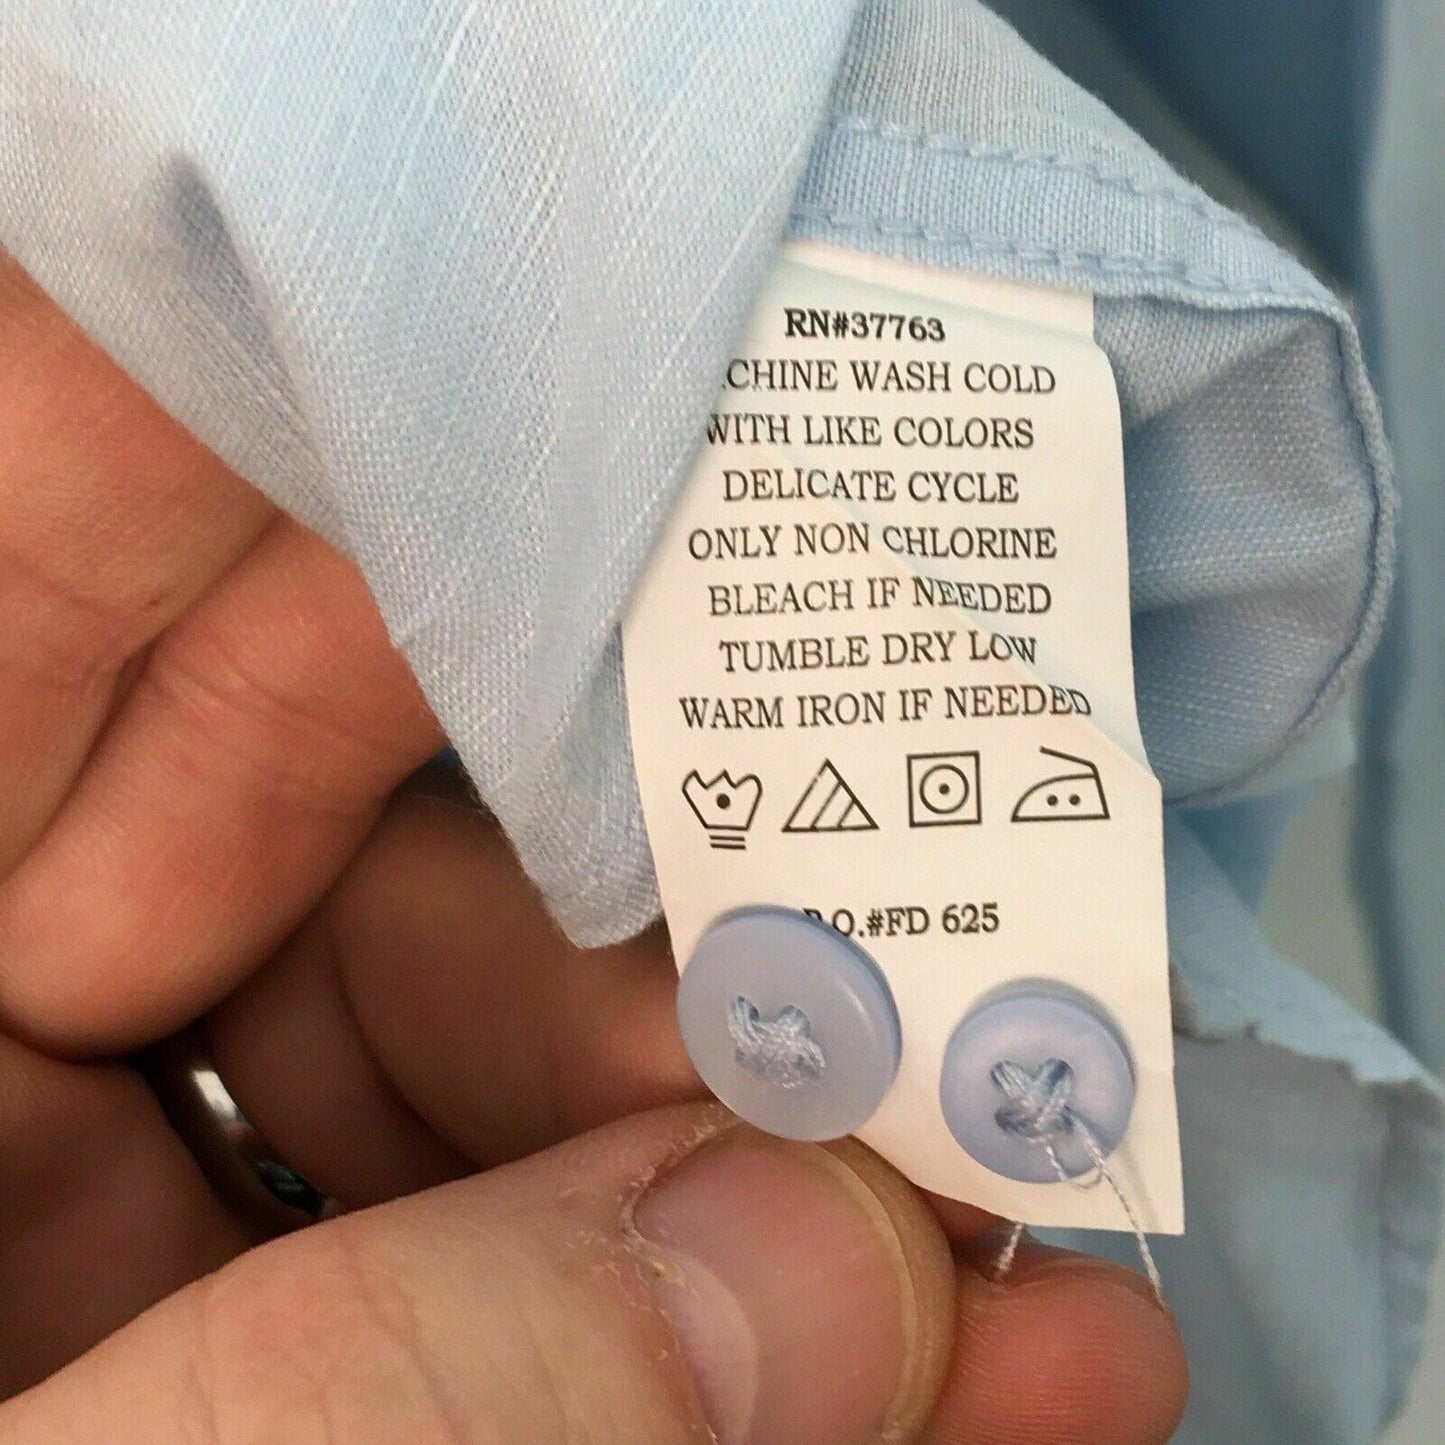 RN#37763
CHINE WASH COLD
WITH LIKE COLORS
DELICATE CYCLE
ONLY NON CHLORINE
BLEACH IF NEEDED
TUMBLE DRY LOW
WARM IRON IF NEEDED
P.O.#FD 625